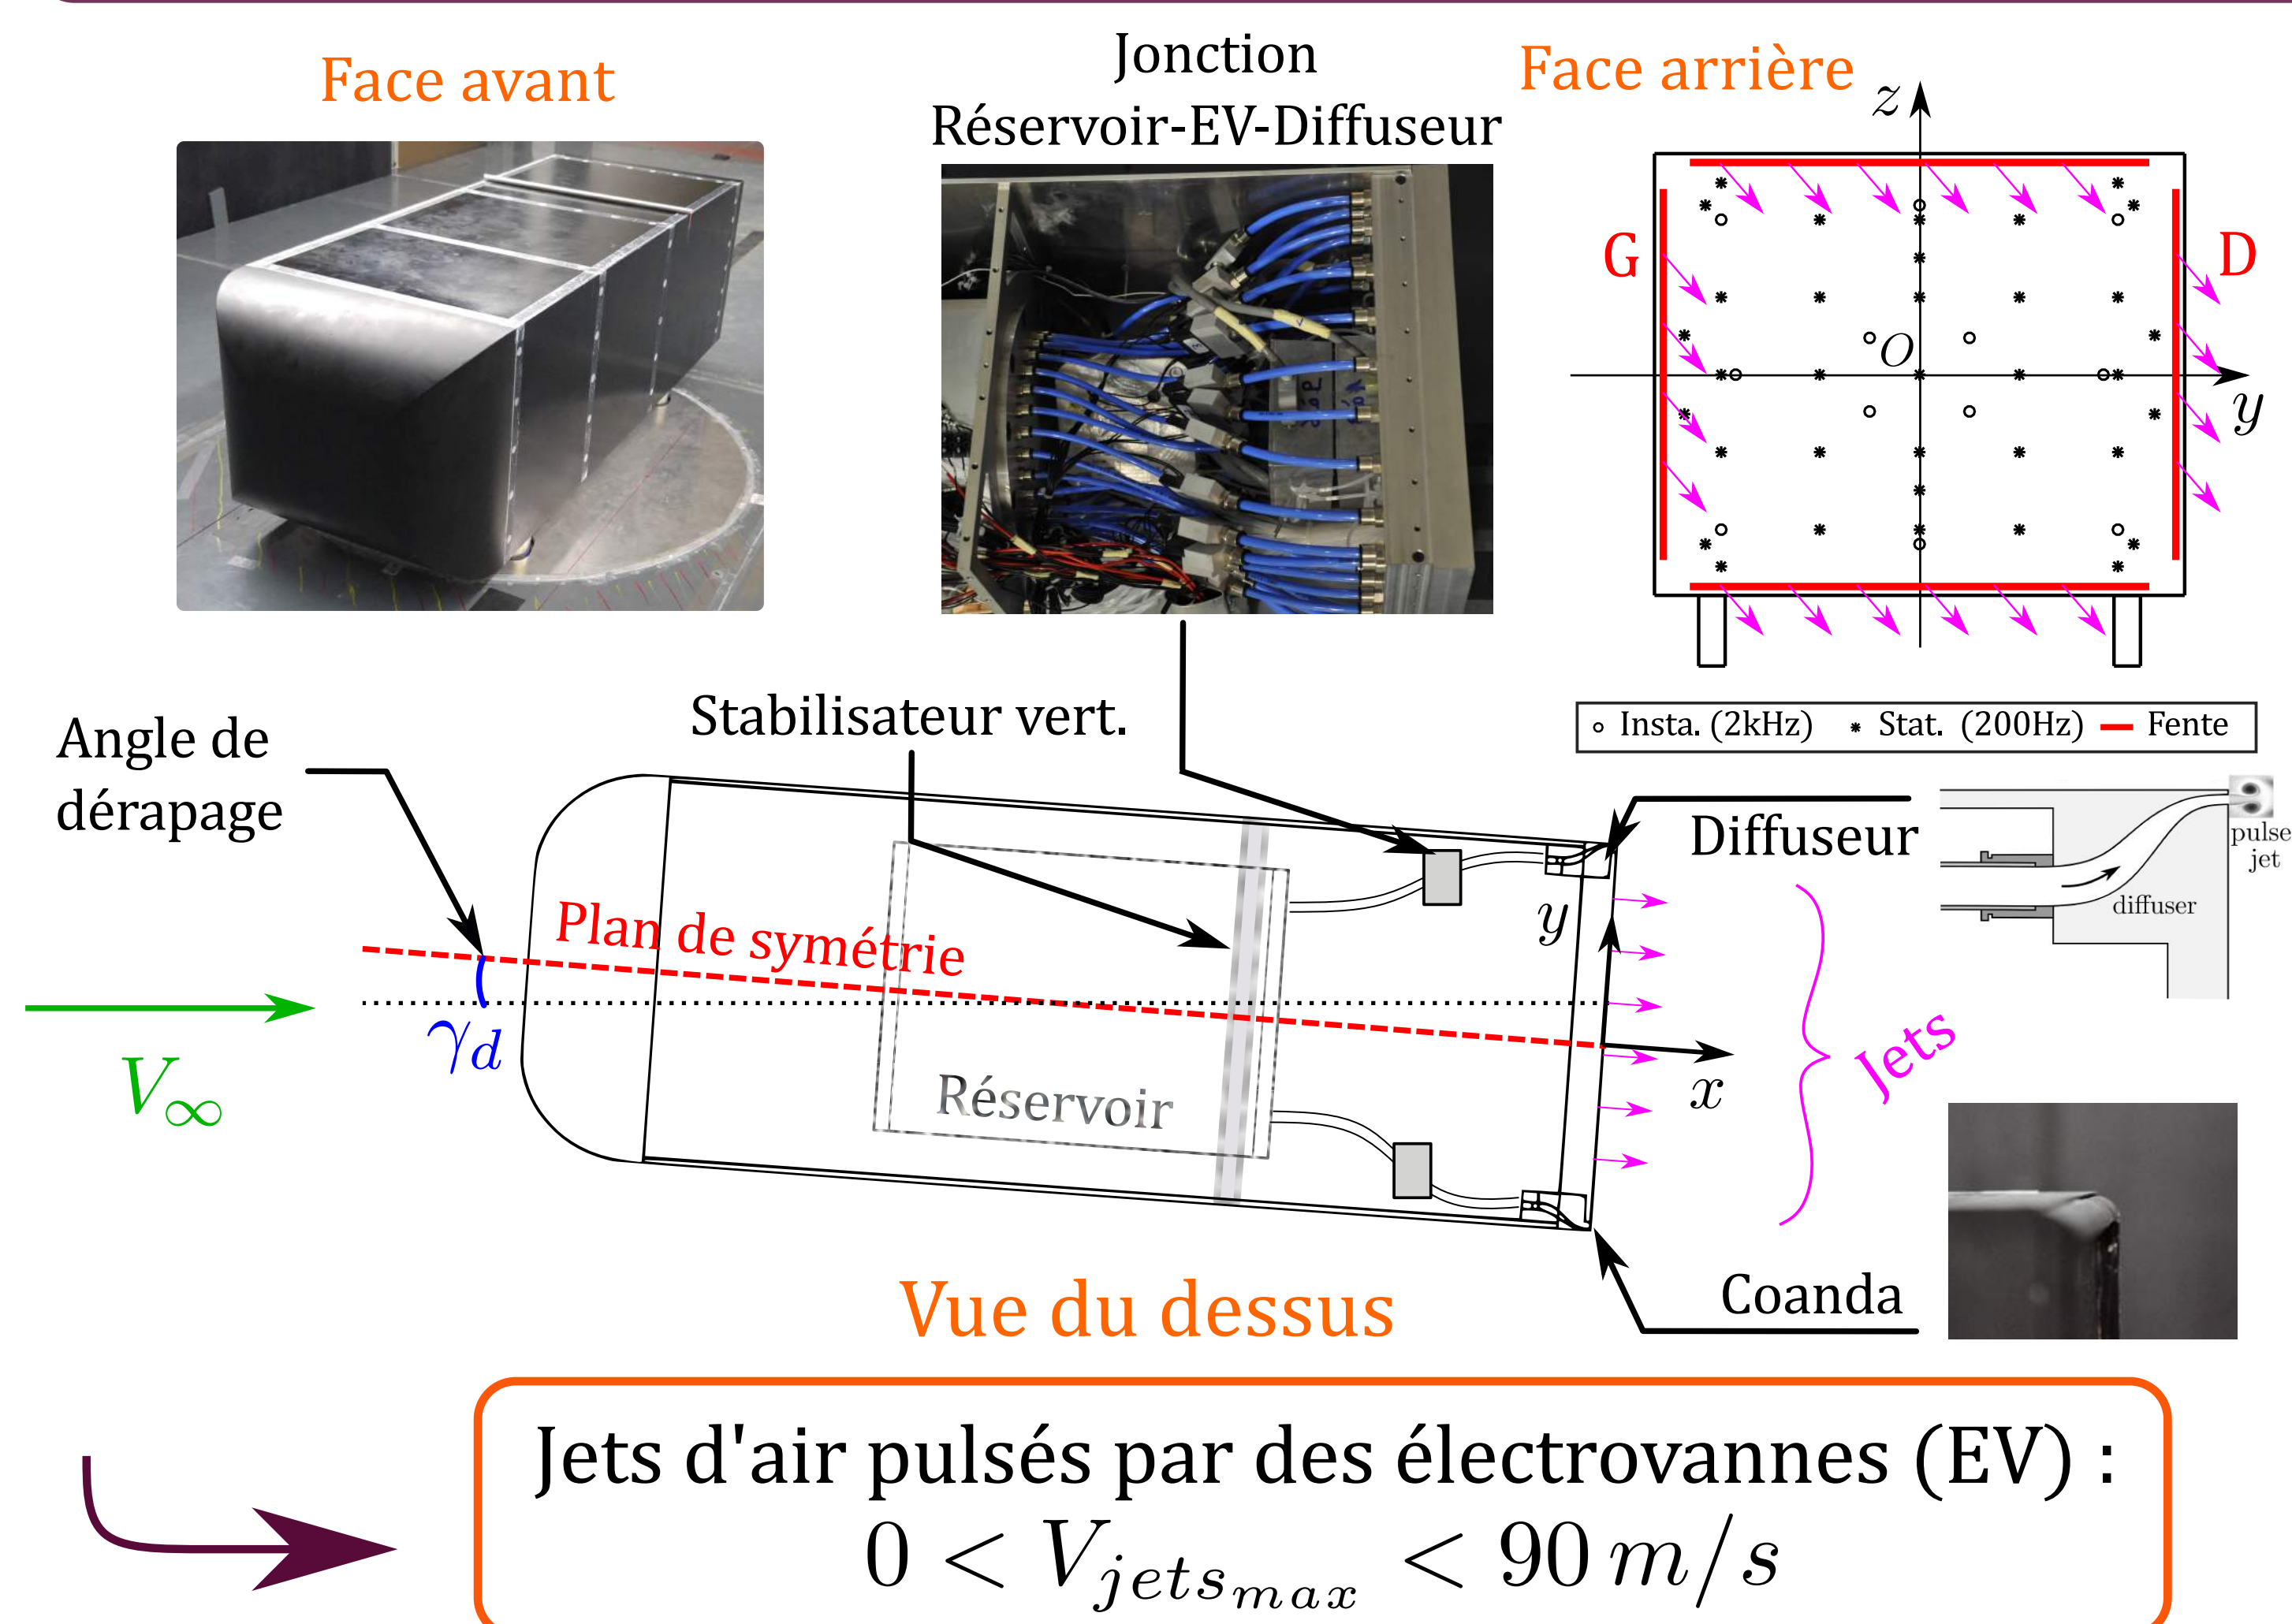 Face avant
Jonction
Réservoir-EV-Diffuseur
Face arrière
z
G
D
O
y
Insta. (2kHz)
Stat. (200Hz)
Fente
Angle de
dérapage
Stabilisateur vert.
Diffuseur
pulse
jet
diffuser
Plan de symétrie
y
γd
V∞
Réservoir
x
Jets
Coanda
Vue du dessus
Jets d'air pulsés par des électrovannes (EV) :
0 < Vjetsmax < 90 m/s